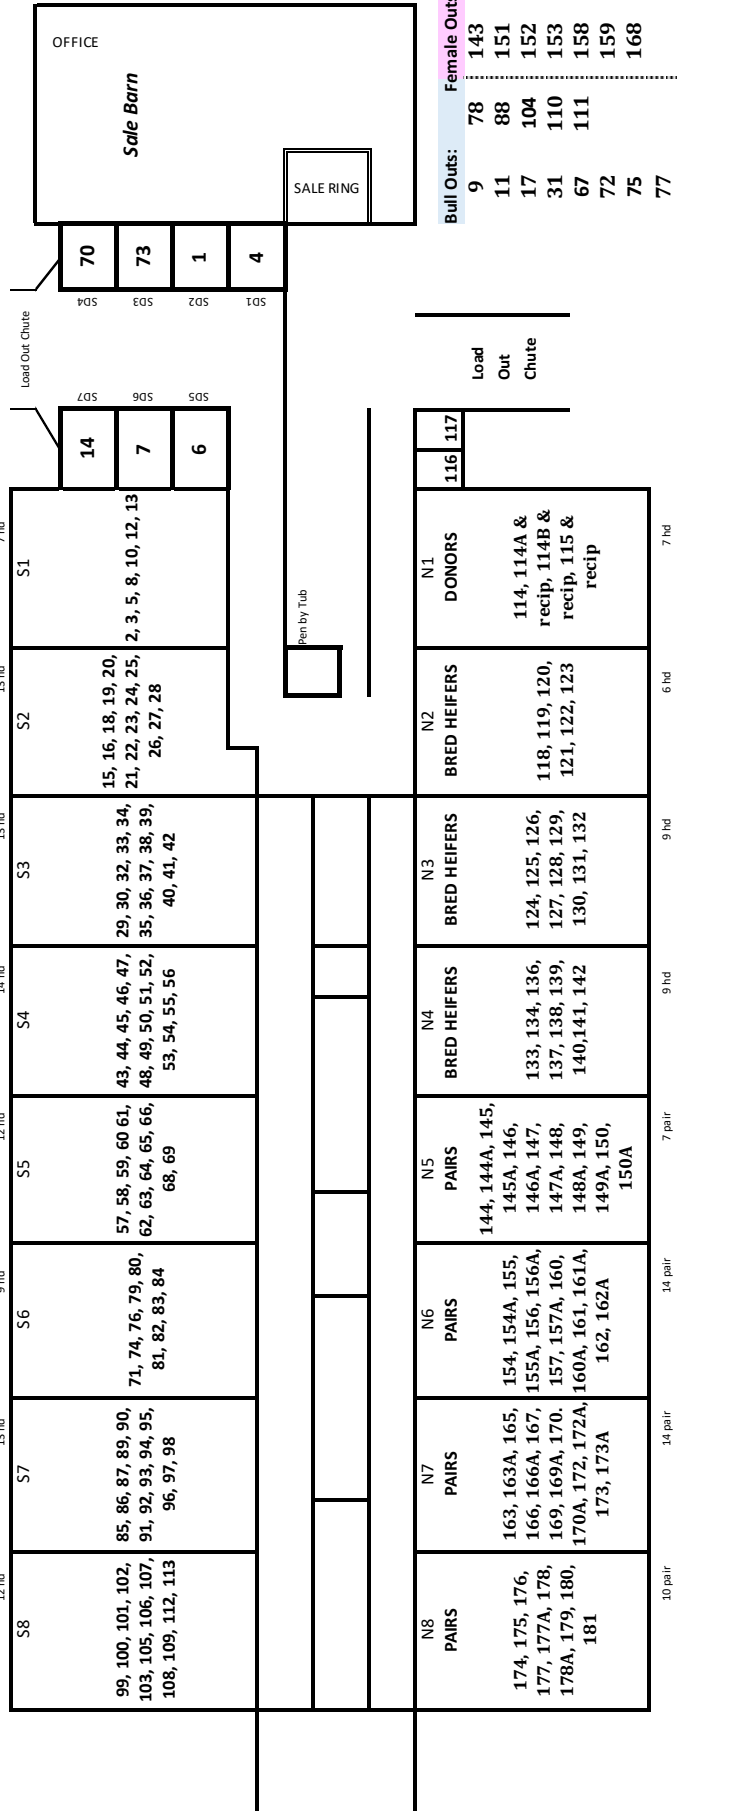 OFFICE
Sale Barn
SALE RING
Female Outs
143
151
152
153
158
159
168
Bull Outs:
9
11
17
31
67
72
75
77
78
88
104
110
111
70
73
1
4
SD4
SD3
SD2
SD1
Load Out Chute
SD7
SD6
SD5
14
7
6
Load
Out
Chute
116
117
S1
2, 3, 5, 8, 10, 12, 13
S2
15, 16, 18, 19, 20,
21, 22, 23, 24, 25,
26, 27, 28
S3
29, 30, 32, 33, 34,
35, 36, 37, 38, 39,
40, 41, 42
S4
43, 44, 45, 46, 47,
48, 49, 50, 51, 52,
53, 54, 55, 56
S5
57, 58, 59, 60 61,
62, 63, 64, 65, 66,
68, 69
S6
71, 74, 76, 79, 80,
81, 82, 83, 84
S7
85, 86, 87, 89, 90,
91, 92, 93, 94, 95,
96, 97, 98
S8
99, 100, 101, 102,
103, 105, 106, 107,
108, 109, 112, 113
Pen by Tub
N1
DONORS
114, 114A &
recip, 114B &
recip, 115 &
recip
7 hd
N2
BRED HEIFERS
118, 119, 120,
121, 122, 123
6 hd
N3
BRED HEIFERS
124, 125, 126,
127, 128, 129,
130, 131, 132
9 hd
N4
BRED HEIFERS
133, 134, 136,
137, 138, 139,
140,141, 142
9 hd
N5
PAIRS
144, 144A, 145,
145A, 146,
146A, 147,
147A, 148,
148A, 149,
149A, 150,
150A
7 pair
N6
PAIRS
154, 154A, 155,
155A, 156, 156A,
157, 157A, 160,
160A, 161, 161A,
162, 162A
14 pair
N7
PAIRS
163, 163A, 165,
166, 166A, 167,
169, 169A, 170.
170A, 172, 172A,
173, 173A
14 pair
N8
PAIRS
174, 175, 176,
177, 177A, 178,
178A, 179, 180,
181
10 pair